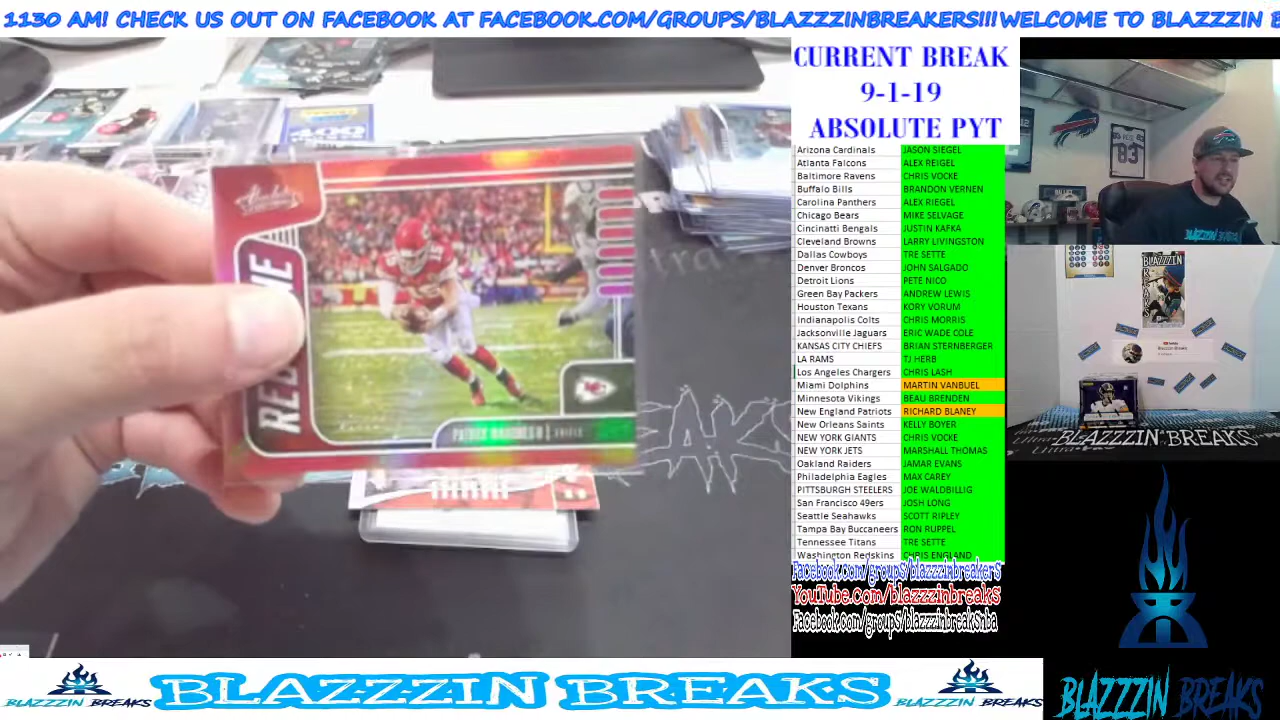 1130 AM! CHECK US OUT ON FACEBOOK AT FACEBOOK.COM/GROUPS/BLAZZZINBREAKERS!!!WELCOME TO BLAZZZIN B
CURRENT BREAK
9-1-19
ABSOLUTE PYT
Arizona Cardinals JASON SIEGEL
Atlanta Falcons ALEX REIGEL
Baltimore Ravens CHRIS VOCKE
Buffalo Bills BRANDON VERNEN
Carolina Panthers ALEX RIEGEL
Chicago Bears MIKE SELVAGE
Cincinatti Bengals JUSTIN KAFKA
Cleveland Browns LARRY LIVINGSTON
Dallas Cowboys TRE SETTE
Denver Broncos JOHN SALGADO
Detroit Lions PETE NICO
Green Bay Packers ANDREW LEWIS
Houston Texans KORY VORUM
Indianapolis Colts CHRIS MORRIS
Jacksonville Jaguars ERIC WADE COLE
KANSAS CITY CHIEFS BRIAN STERNBERGER
LA RAMS TJ HERB
Los Angeles Chargers CHRIS LASH
Miami Dolphins MARTIN VANBUEL
Minnesota Vikings BEAU BRENDEN
New England Patriots RICHARD BLANEY
New Orleans Saints KELLY BOYER
NEW YORK GIANTS CHRIS VOCKE
NEW YORK JETS MARSHALL THOMAS
Oakland Raiders JAMAR EVANS
Philadelphia Eagles MAX CAREY
PITTSBURGH STEELERS JOE WALDBILLIG
San Francisco 49ers JOSH LONG
Seattle Seahawks SCOTT RIPLEY
Tampa Bay Buccaneers RON RUPPEL
Tennessee Titans TRE SETTE
Washington Redskins CHRIS ENGLAND
Facebook.com/groupS/blazzzinbreakerS
YouTube.com/blazzzinbreakS
Facebook.com/groupS/blazzzinbreakSnba
83
BLAZZZIN
BLAZZZIN BREAKS
BLAZZZIN BREAKS
BLAZZZIN BREAKS
BLAZZZIN BREAKS
BLAZZZIN BREAKS